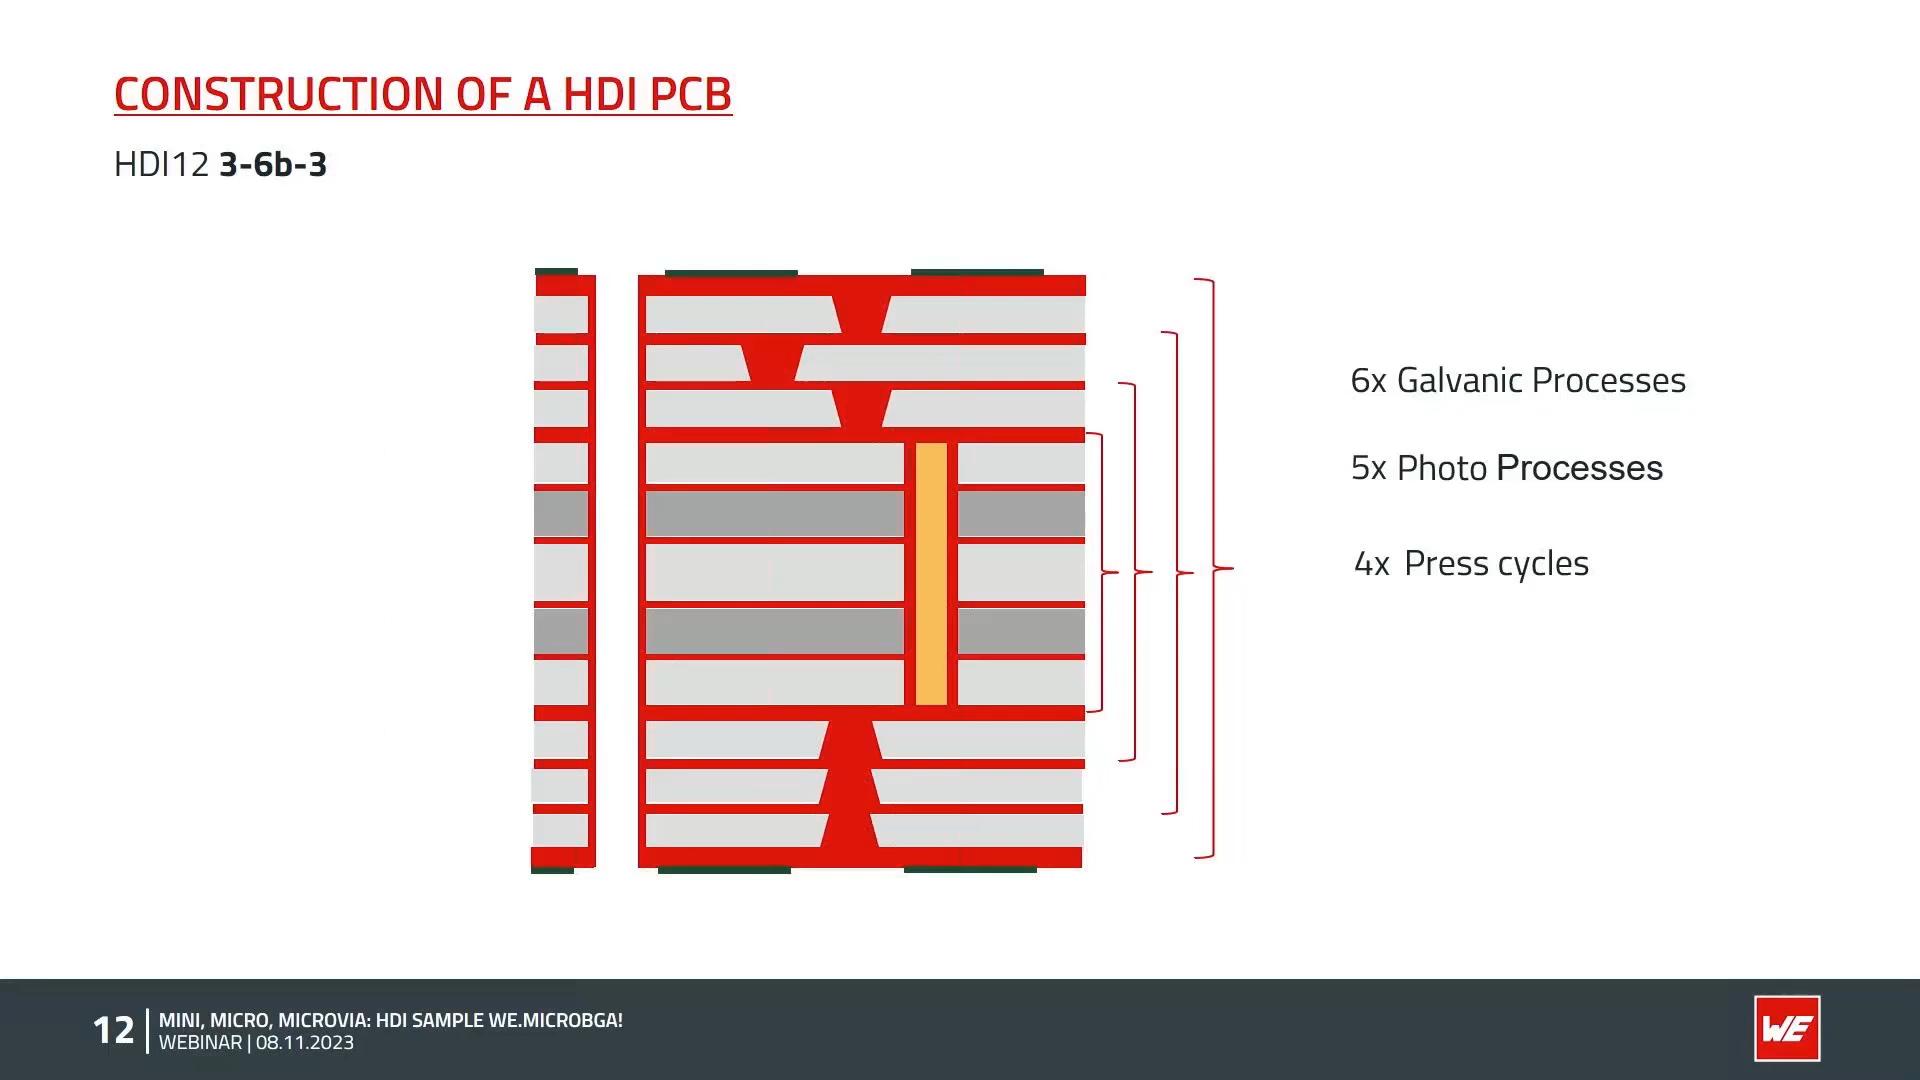 CONSTRUCTION OF A HDI PCB
HDI12 3-6b-3
6x Galvanic Processes
5x Photo Processes
4x Press cycles
12
MINI, MICRO, MICROVIA: HDI SAMPLE WE.MICROBGA!
WEBINAR | 08.11.2023
WE